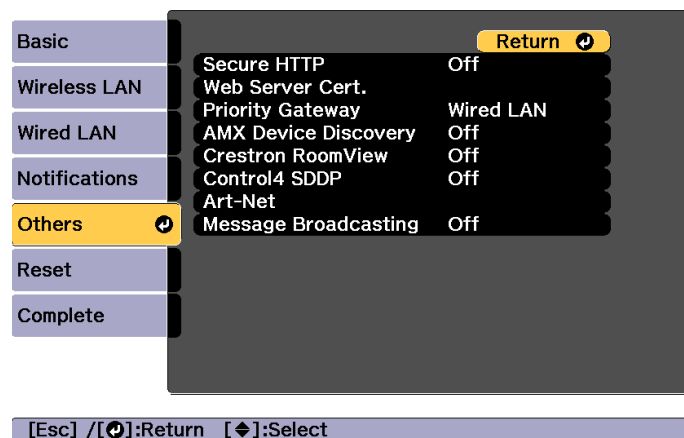 Basic
Wireless LAN
Wired LAN
Notifications
Others
Reset
Complete
Return
Secure HTTP Off
Web Server Cert.
Priority Gateway Wired LAN
AMX Device Discovery Off
Crestron RoomView Off
Control4 SDDP Off
Art-Net
Message Broadcasting Off
[Esc] /[↵]:Return [◆]:Select